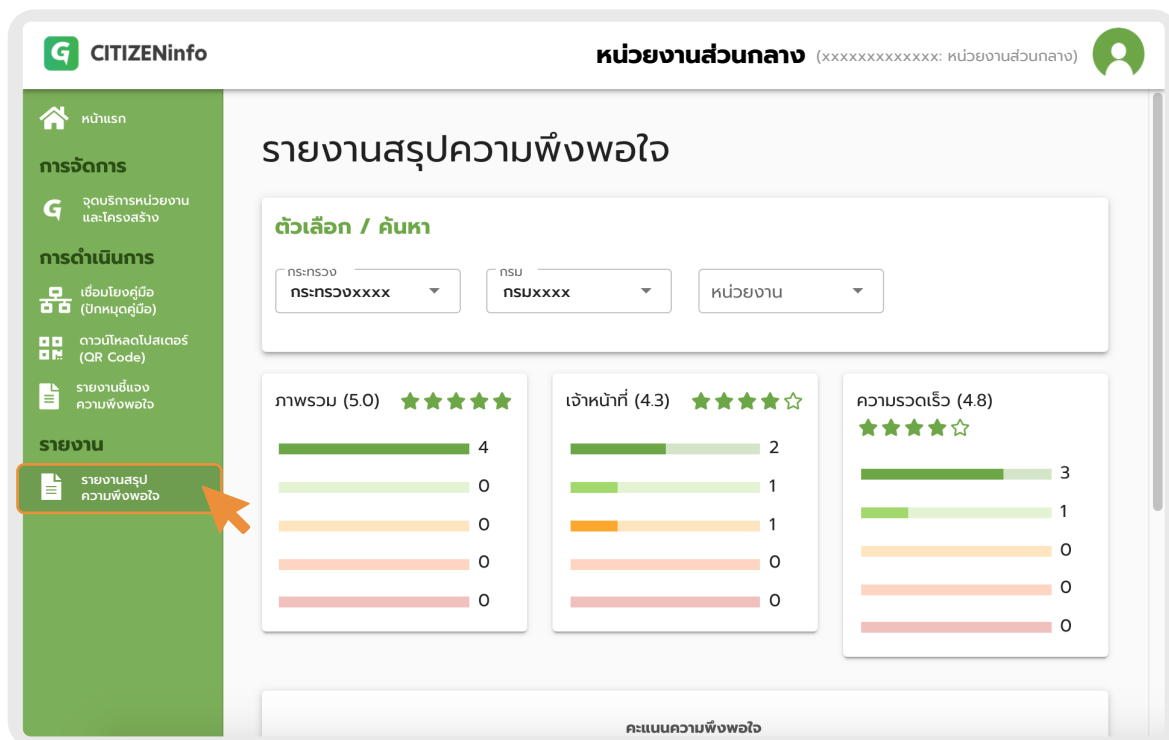 CITIZENinfo
หน่วยงานส่วนกลาง (xxxxxxxxxxxxx: หน่วยงานส่วนกลาง)
หน้าแรก
การจัดการ
จุดบริการหน่วยงาน
และโครงสร้าง
การดำเนินการ
เชื่อมโยงคู่มือ
(ปักหมุดคู่มือ)
ดาวน์โหลดโปสเตอร์
(QR Code)
รายงานชี้แจง
ความพึงพอใจ
รายงาน
รายงานสรุป
ความพึงพอใจ
รายงานสรุปความพึงพอใจ
ตัวเลือก / ค้นหา
กระทรวง
กระทรวงxxxx
กรม
กรมxxxx
หน่วยงาน
ภาพรวม (5.0)
4
0
0
0
0
เจ้าหน้าที่ (4.3)
2
1
1
0
0
ความรวดเร็ว (4.8)
3
1
0
0
0
คะแนนความพึงพอใจ